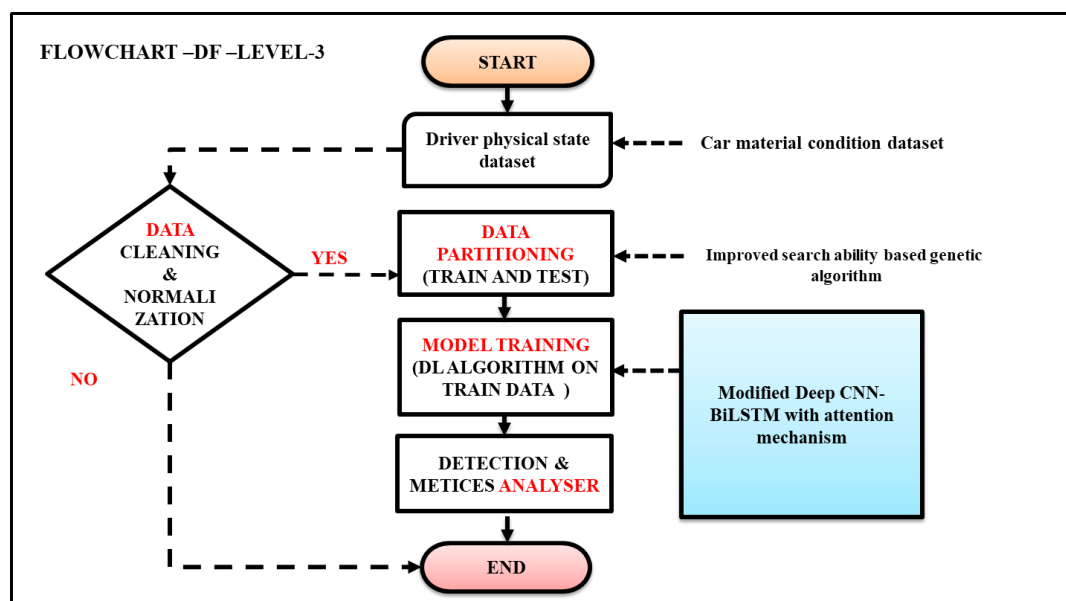 FLOWCHART –DF –LEVEL-3
START
Driver physical state
dataset
Car material condition dataset
DATA
CLEANING
&
NORMALI
ZATION
YES
DATA
PARTITIONING
(TRAIN AND TEST)
Improved search ability based genetic
algorithm
MODEL TRAINING
(DL ALGORITHM ON
TRAIN DATA )
NO
Modified Deep CNN-
BiLSTM with attention
mechanism
DETECTION &
METICES ANALYSER
END